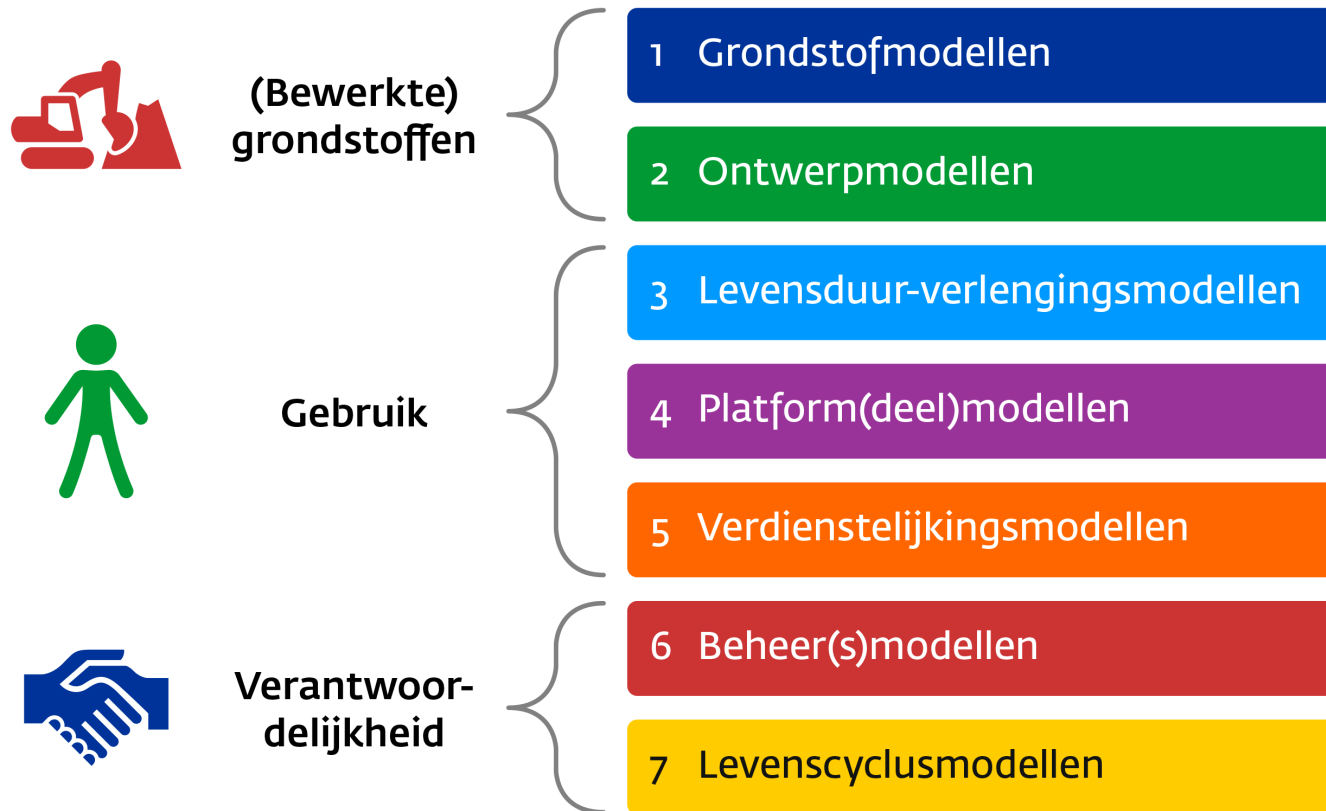 (Bewerkte)
grondstoffen
1 Grondstofmodellen
2 Ontwerpmodellen
Gebruik
3 Levensduur-verlengingsmodellen
4 Platform(deel)modellen
5 Verdienstelijkingsmodellen
Verantwoor-
delijkheid
6 Beheer(s)modellen
7 Levenscyclusmodellen